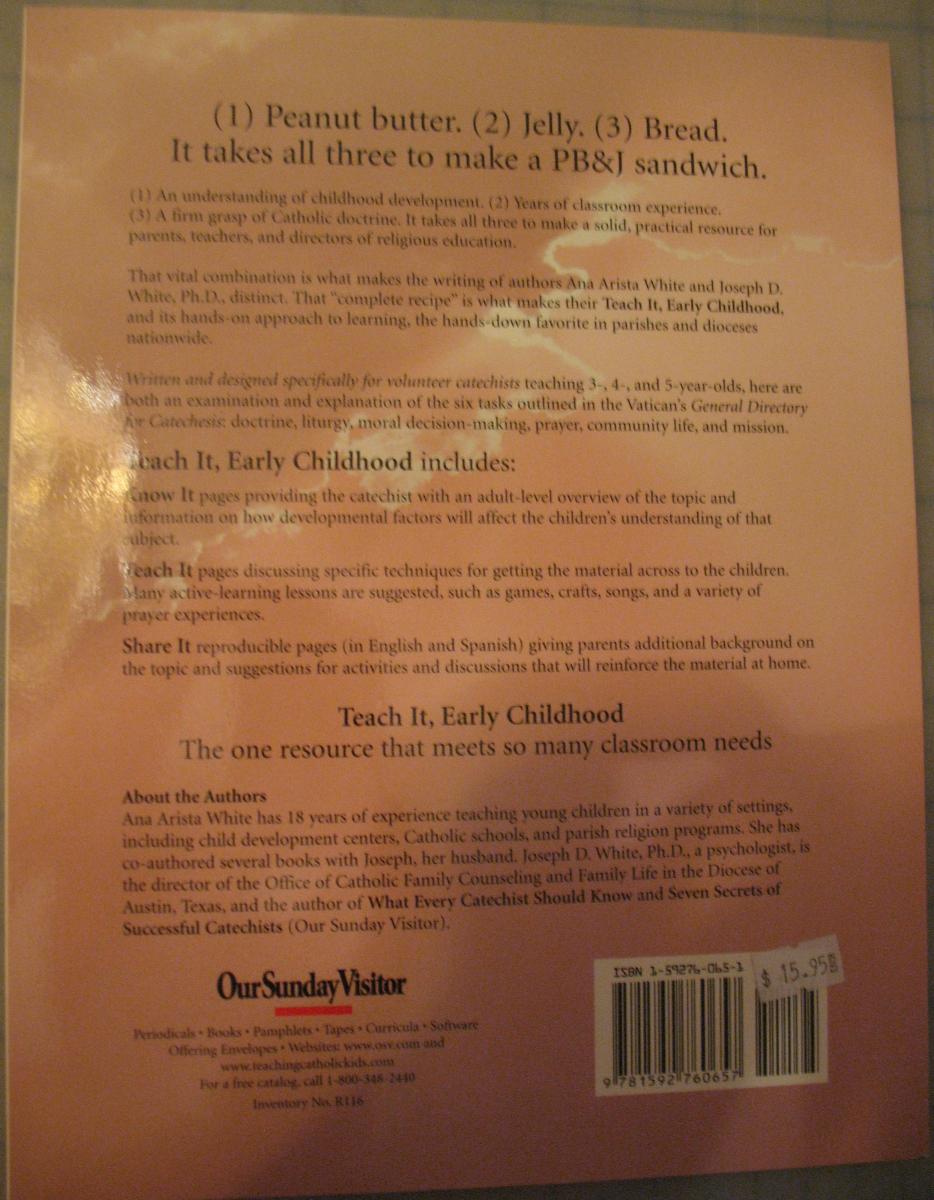 (1) Peanut butter. (2) Jelly. (3) Bread.
It takes all three to make a PB&J sandwich.
(1) An understanding of childhood development. (2) Years of classroom experience.
(3) A firm grasp of Catholic doctrine. It takes all three to make a solid, practical resource for
parents, teachers, and directors of religious education.
That vital combination is what makes the writing of authors Ana Arista White and Joseph D.
White, Ph.D., distinct. That “complete recipe” is what makes their Teach It, Early Childhood,
and its hands-on approach to learning, the hands-down favorite in parishes and dioceses
nationwide.
Written and designed specifically for volunteer catechists teaching 3-, 4-, and 5-year-olds, here are
both an examination and explanation of the six tasks outlined in the Vatican's General Directory
for Catechesis: doctrine, liturgy, moral decision-making, prayer, community life, and mission.
Teach It, Early Childhood includes:
Know It pages providing the catechist with an adult-level overview of the topic and
information on how developmental factors will affect the children's understanding of that
subject.
Teach It pages discussing specific techniques for getting the material across to the children.
Many active-learning lessons are suggested, such as games, crafts, songs, and a variety of
prayer experiences.
Share It reproducible pages (in English and Spanish) giving parents additional background on
the topic and suggestions for activities and discussions that will reinforce the material at home.
Teach It, Early Childhood
The one resource that meets so many classroom needs
About the Authors
Ana Arista White has 18 years of experience teaching young children in a variety of settings,
including child development centers, Catholic schools, and parish religion programs. She has
co-authored several books with Joseph, her husband. Joseph D. White, Ph.D., a psychologist, is
the director of the Office of Catholic Family Counseling and Family Life in the Diocese of
Austin, Texas, and the author of What Every Catechist Should Know and Seven Secrets of
Successful Catechists (Our Sunday Visitor).
OurSundayVisitor
Periodicals • Books • Pamphlets • Tapes • Curricula • Software
Offering Envelopes • Websites: www.osv.com and
www.teachingcatholickids.com
For a free catalog, call 1-800-348-2440
Inventory No. R116
ISBN 1-59276-065-1
$ 15.95
9 781592 760657